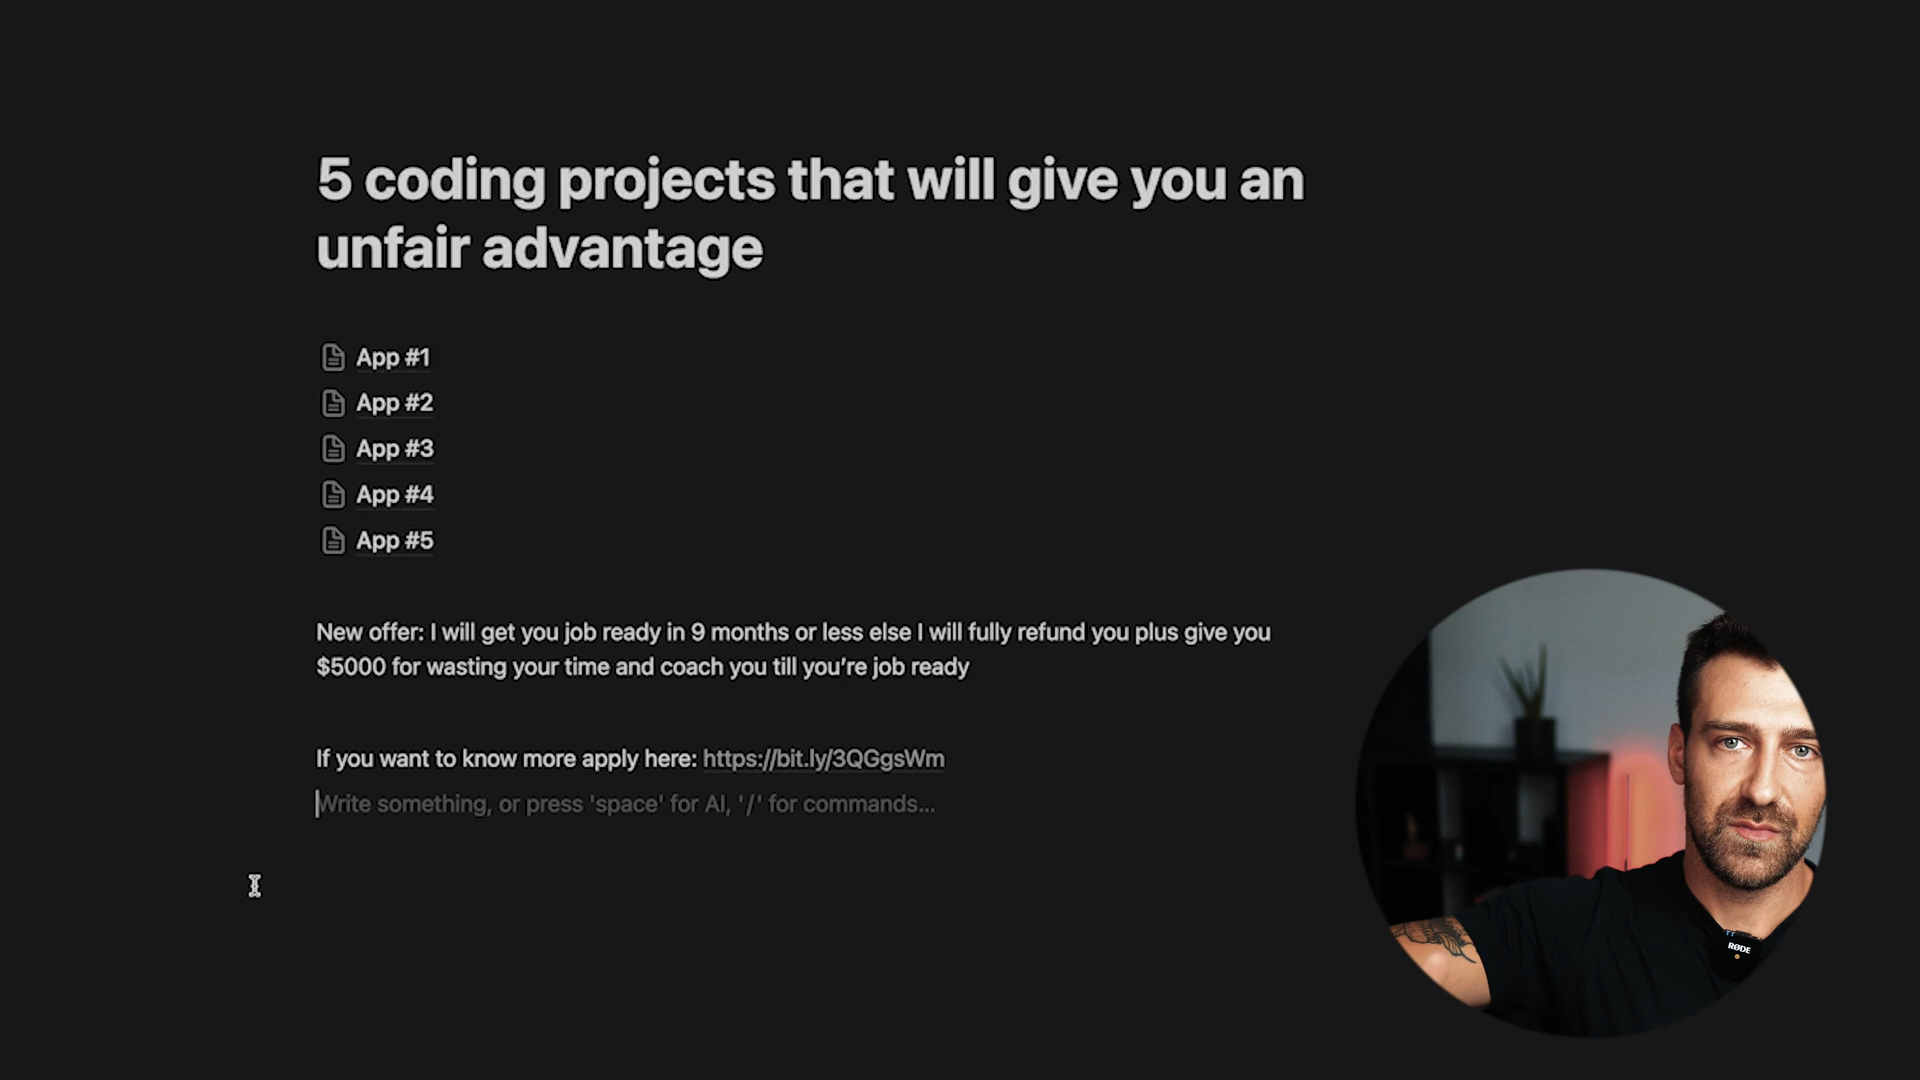 5 coding projects that will give you an
unfair advantage
App #1
App #2
App #3
App #4
App #5
New offer: I will get you job ready in 9 months or less else I will fully refund you plus give you
$5000 for wasting your time and coach you till you’re job ready
If you want to know more apply here: https://bit.ly/3QGgsWm
Write something, or press 'space' for AI, '/' for commands...
RØDE